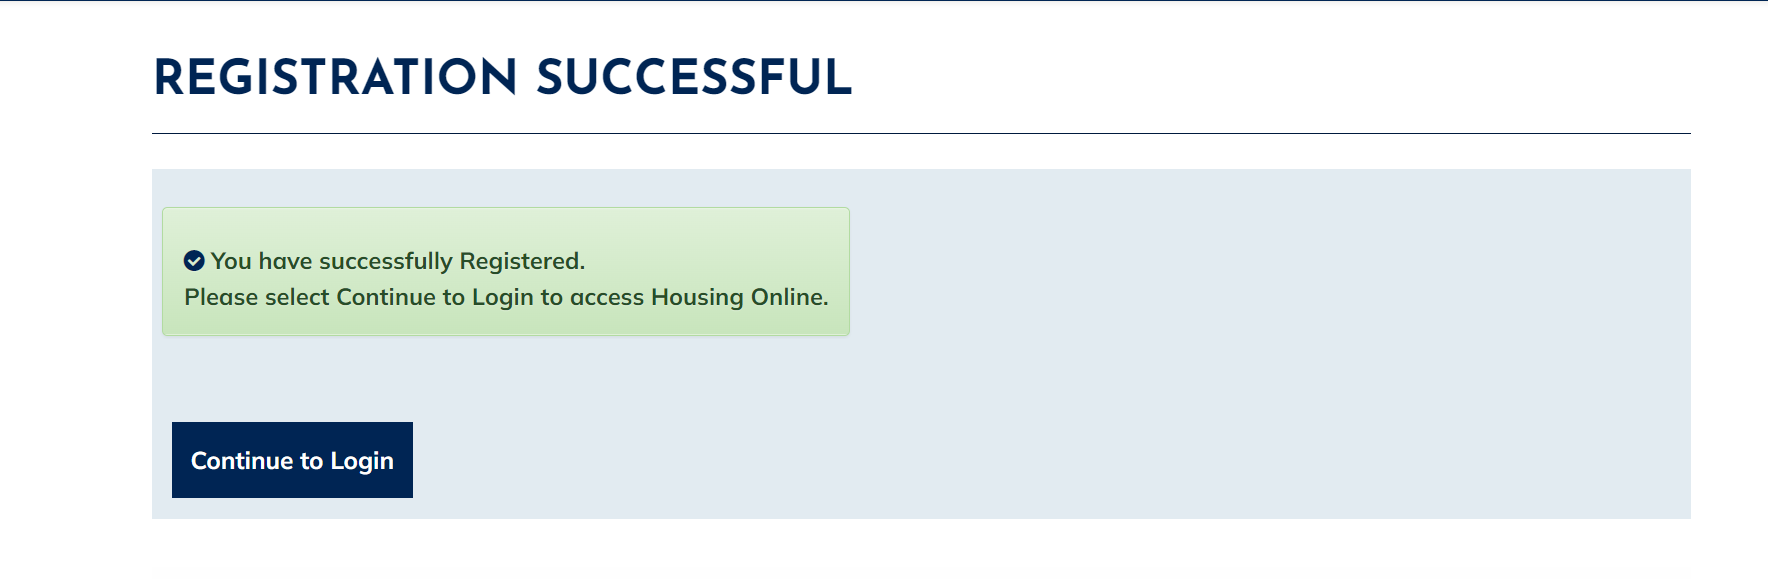 REGISTRATION SUCCESSFUL
You have successfully Registered.
Please select Continue to Login to access Housing Online.
Continue to Login